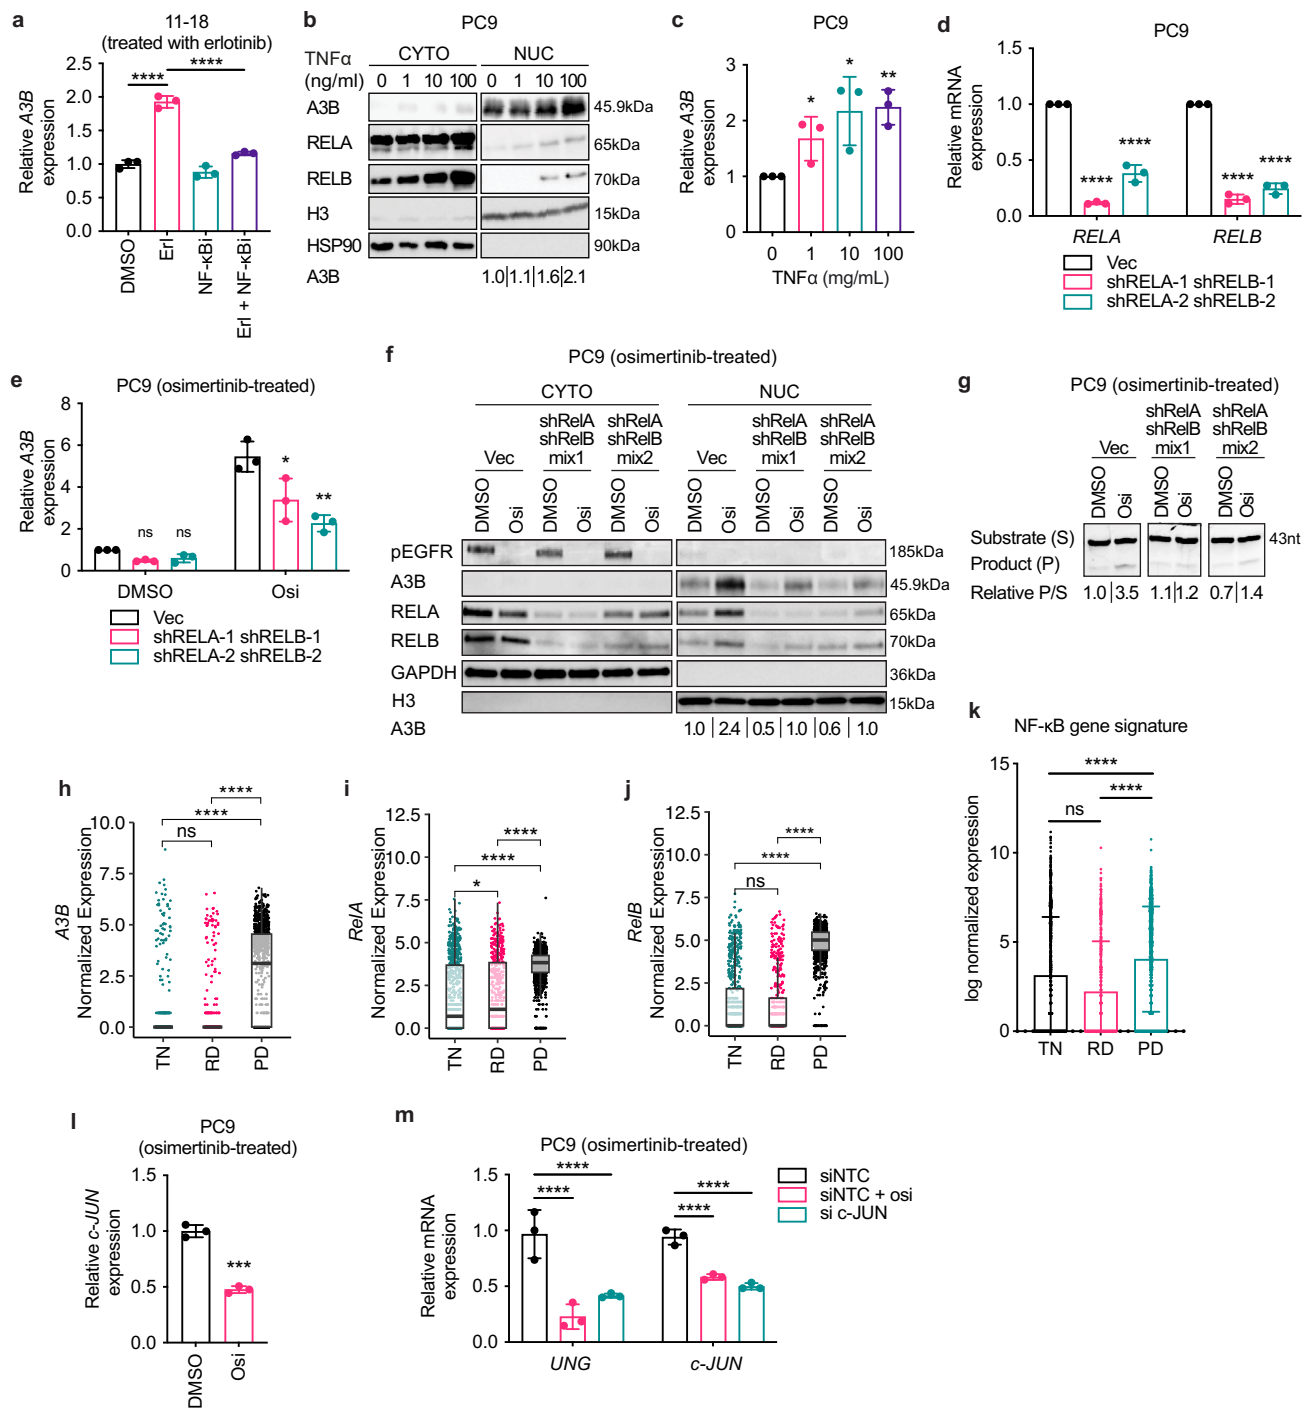 a
11-18
(treated with erlotinib)
Relative A3B
expression
2.5
2.0
1.5
1.0
0.5
0.0
****
****
DMSO
Erl
NF-κBi
Erl + NF-κBi
b
PC9
TNFα
(ng/ml)
CYTO
NUC
0 1 10 100 0 1 10 100
A3B
45.9kDa
RELA
65kDa
RELB
70kDa
H3
15kDa
HSP90
90kDa
A3B
1.0|1.1|1.6|2.1
c
PC9
Relative A3B
expression
3
2
1
0
* * **
0 1 10 100
TNFα (mg/mL)
d
PC9
Relative mRNA
expression
1.0
0.5
0
**** **** **** ****
RELA RELB
Vec
shRELA-1 shRELB-1
shRELA-2 shRELB-2
e
PC9 (osimertinib-treated)
Relative A3B
expression
8
6
4
2
0
ns ns * **
DMSO Osi
Vec
shRELA-1 shRELB-1
shRELA-2 shRELB-2
f
PC9 (osimertinib-treated)
CYTO NUC
Vec
shRelA
shRelB
mix1
shRelA
shRelB
mix2
Vec
shRelA
shRelB
mix1
shRelA
shRelB
mix2
DMSO Osi DMSO Osi DMSO Osi DMSO Osi DMSO Osi DMSO Osi
pEGFR 185kDa
A3B 45.9kDa
RELA 65kDa
RELB 70kDa
GAPDH 36kDa
H3 15kDa
A3B 1.0 | 2.4 | 0.5 | 1.0 | 0.6 | 1.0
g
PC9 (osimertinib-treated)
Vec
shRelA
shRelB
mix1
shRelA
shRelB
mix2
DMSO Osi DMSO Osi DMSO Osi
Substrate (S) 43nt
Product (P)
Relative P/S 1.0|3.5 1.1|1.2 0.7|1.4
h
A3B
Normalized Expression
10.0
7.5
5.0
2.5
0.0
****
****
ns
TN RD PD
i
RelA
Normalized Expression
12.5
10.0
7.5
5.0
2.5
0.0
****
****
*
TN RD PD
j
RelB
Normalized Expression
12.5
10.0
7.5
5.0
2.5
0.0
****
****
ns
TN RD PD
k
NF-κB gene signature
log normalized expression
15
10
5
0
****
****
ns
TN RD PD
l
PC9
(osimertinib-treated)
Relative c-JUN
expression
1.5
1.0
0.5
0.0
***
DMSO
Osi
m
PC9 (osimertinib-treated)
Relative mRNA
expression
1.5
1.0
0.5
0.0
****
****
****
****
UNG c-JUN
siNTC
siNTC + osi
si c-JUN